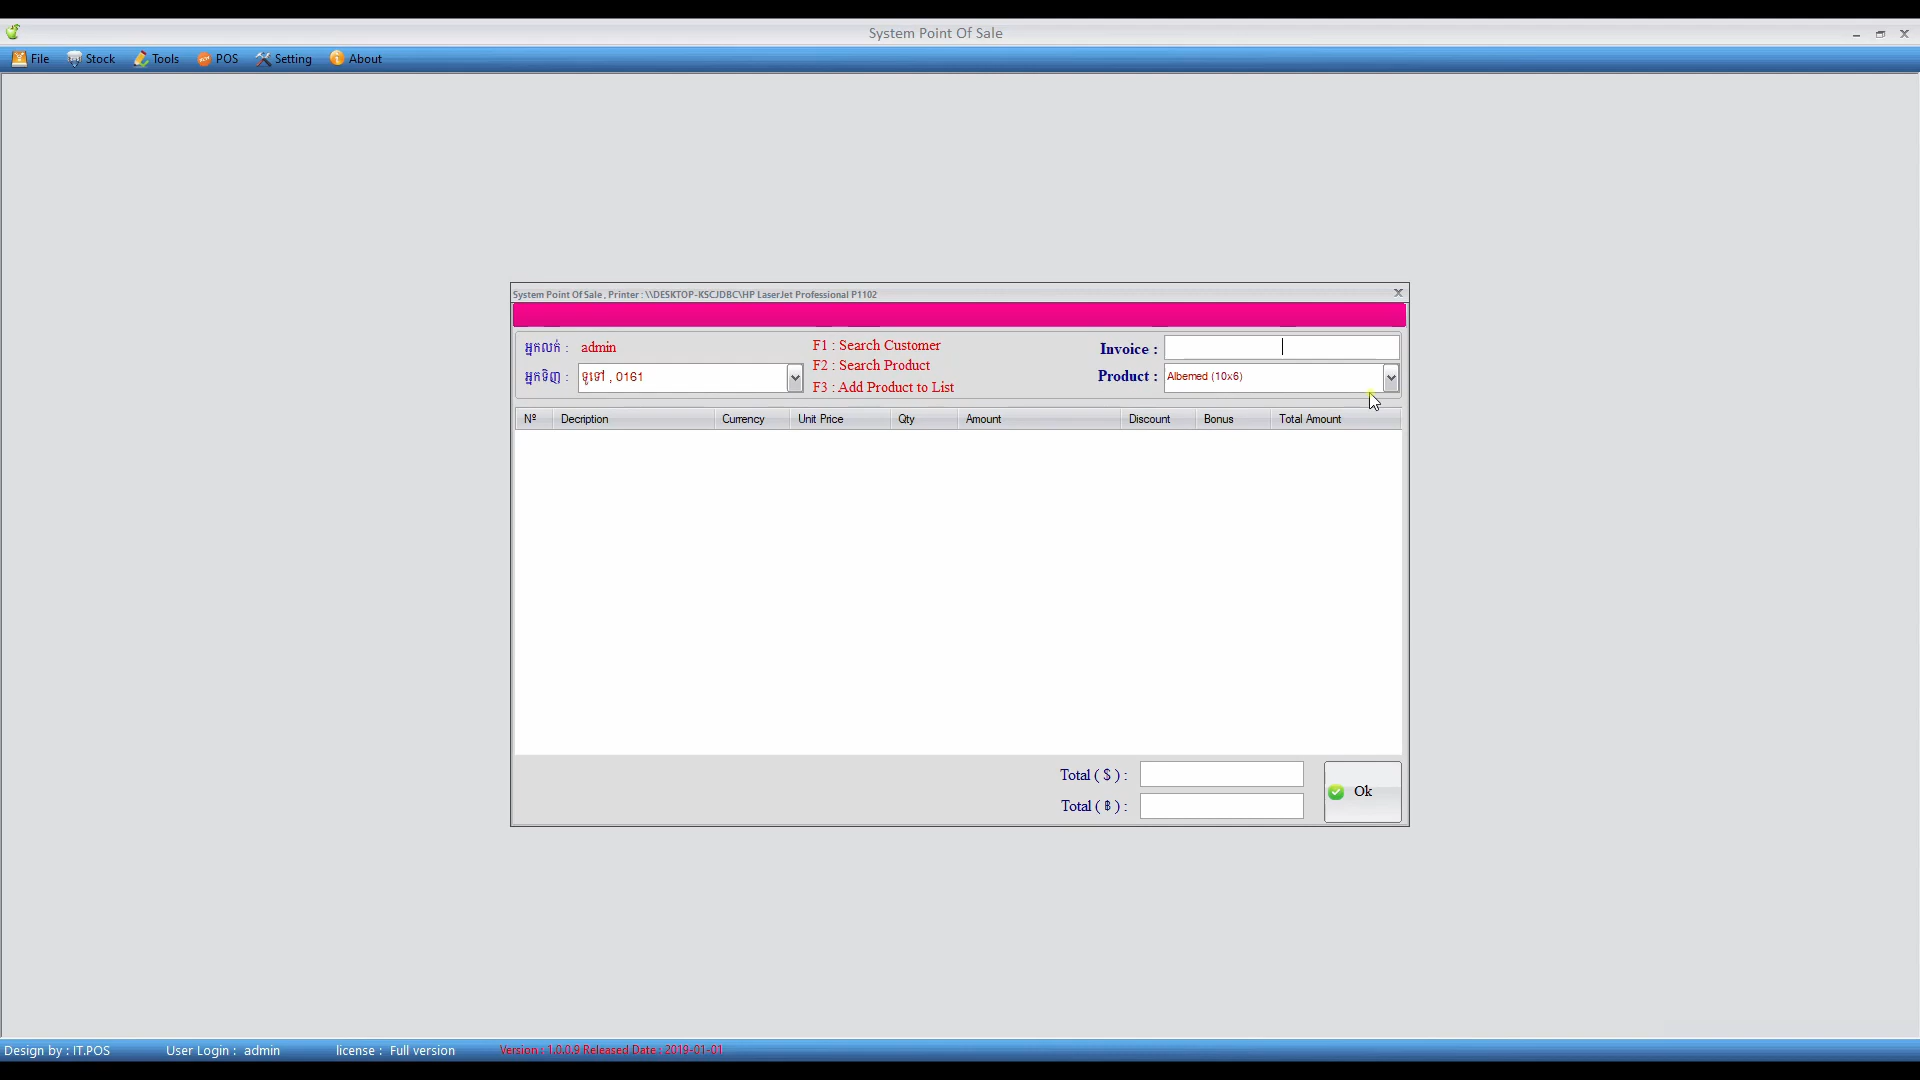 System Point Of Sale
File Stock Tools POS Setting About
System Point Of Sale , Printer : \\DESKTOP-KSCJDBC\HP LaserJet Professional P1102
អ្នកលក់ : admin
F1 : Search Customer
Invoice :
អ្នកទិញ : ទូទៅ , 0161
F2 : Search Product
Product : Albemed (10x6)
F3 : Add Product to List
Nº Decription Currency Unit Price Qty Amount Discount Bonus Total Amount
Total ( $ ) :
Ok
Total ( ฿ ) :
Design by : IT.POS User Login : admin license : Full version Version : 1.0.0.9 Released Date : 2019-01-01